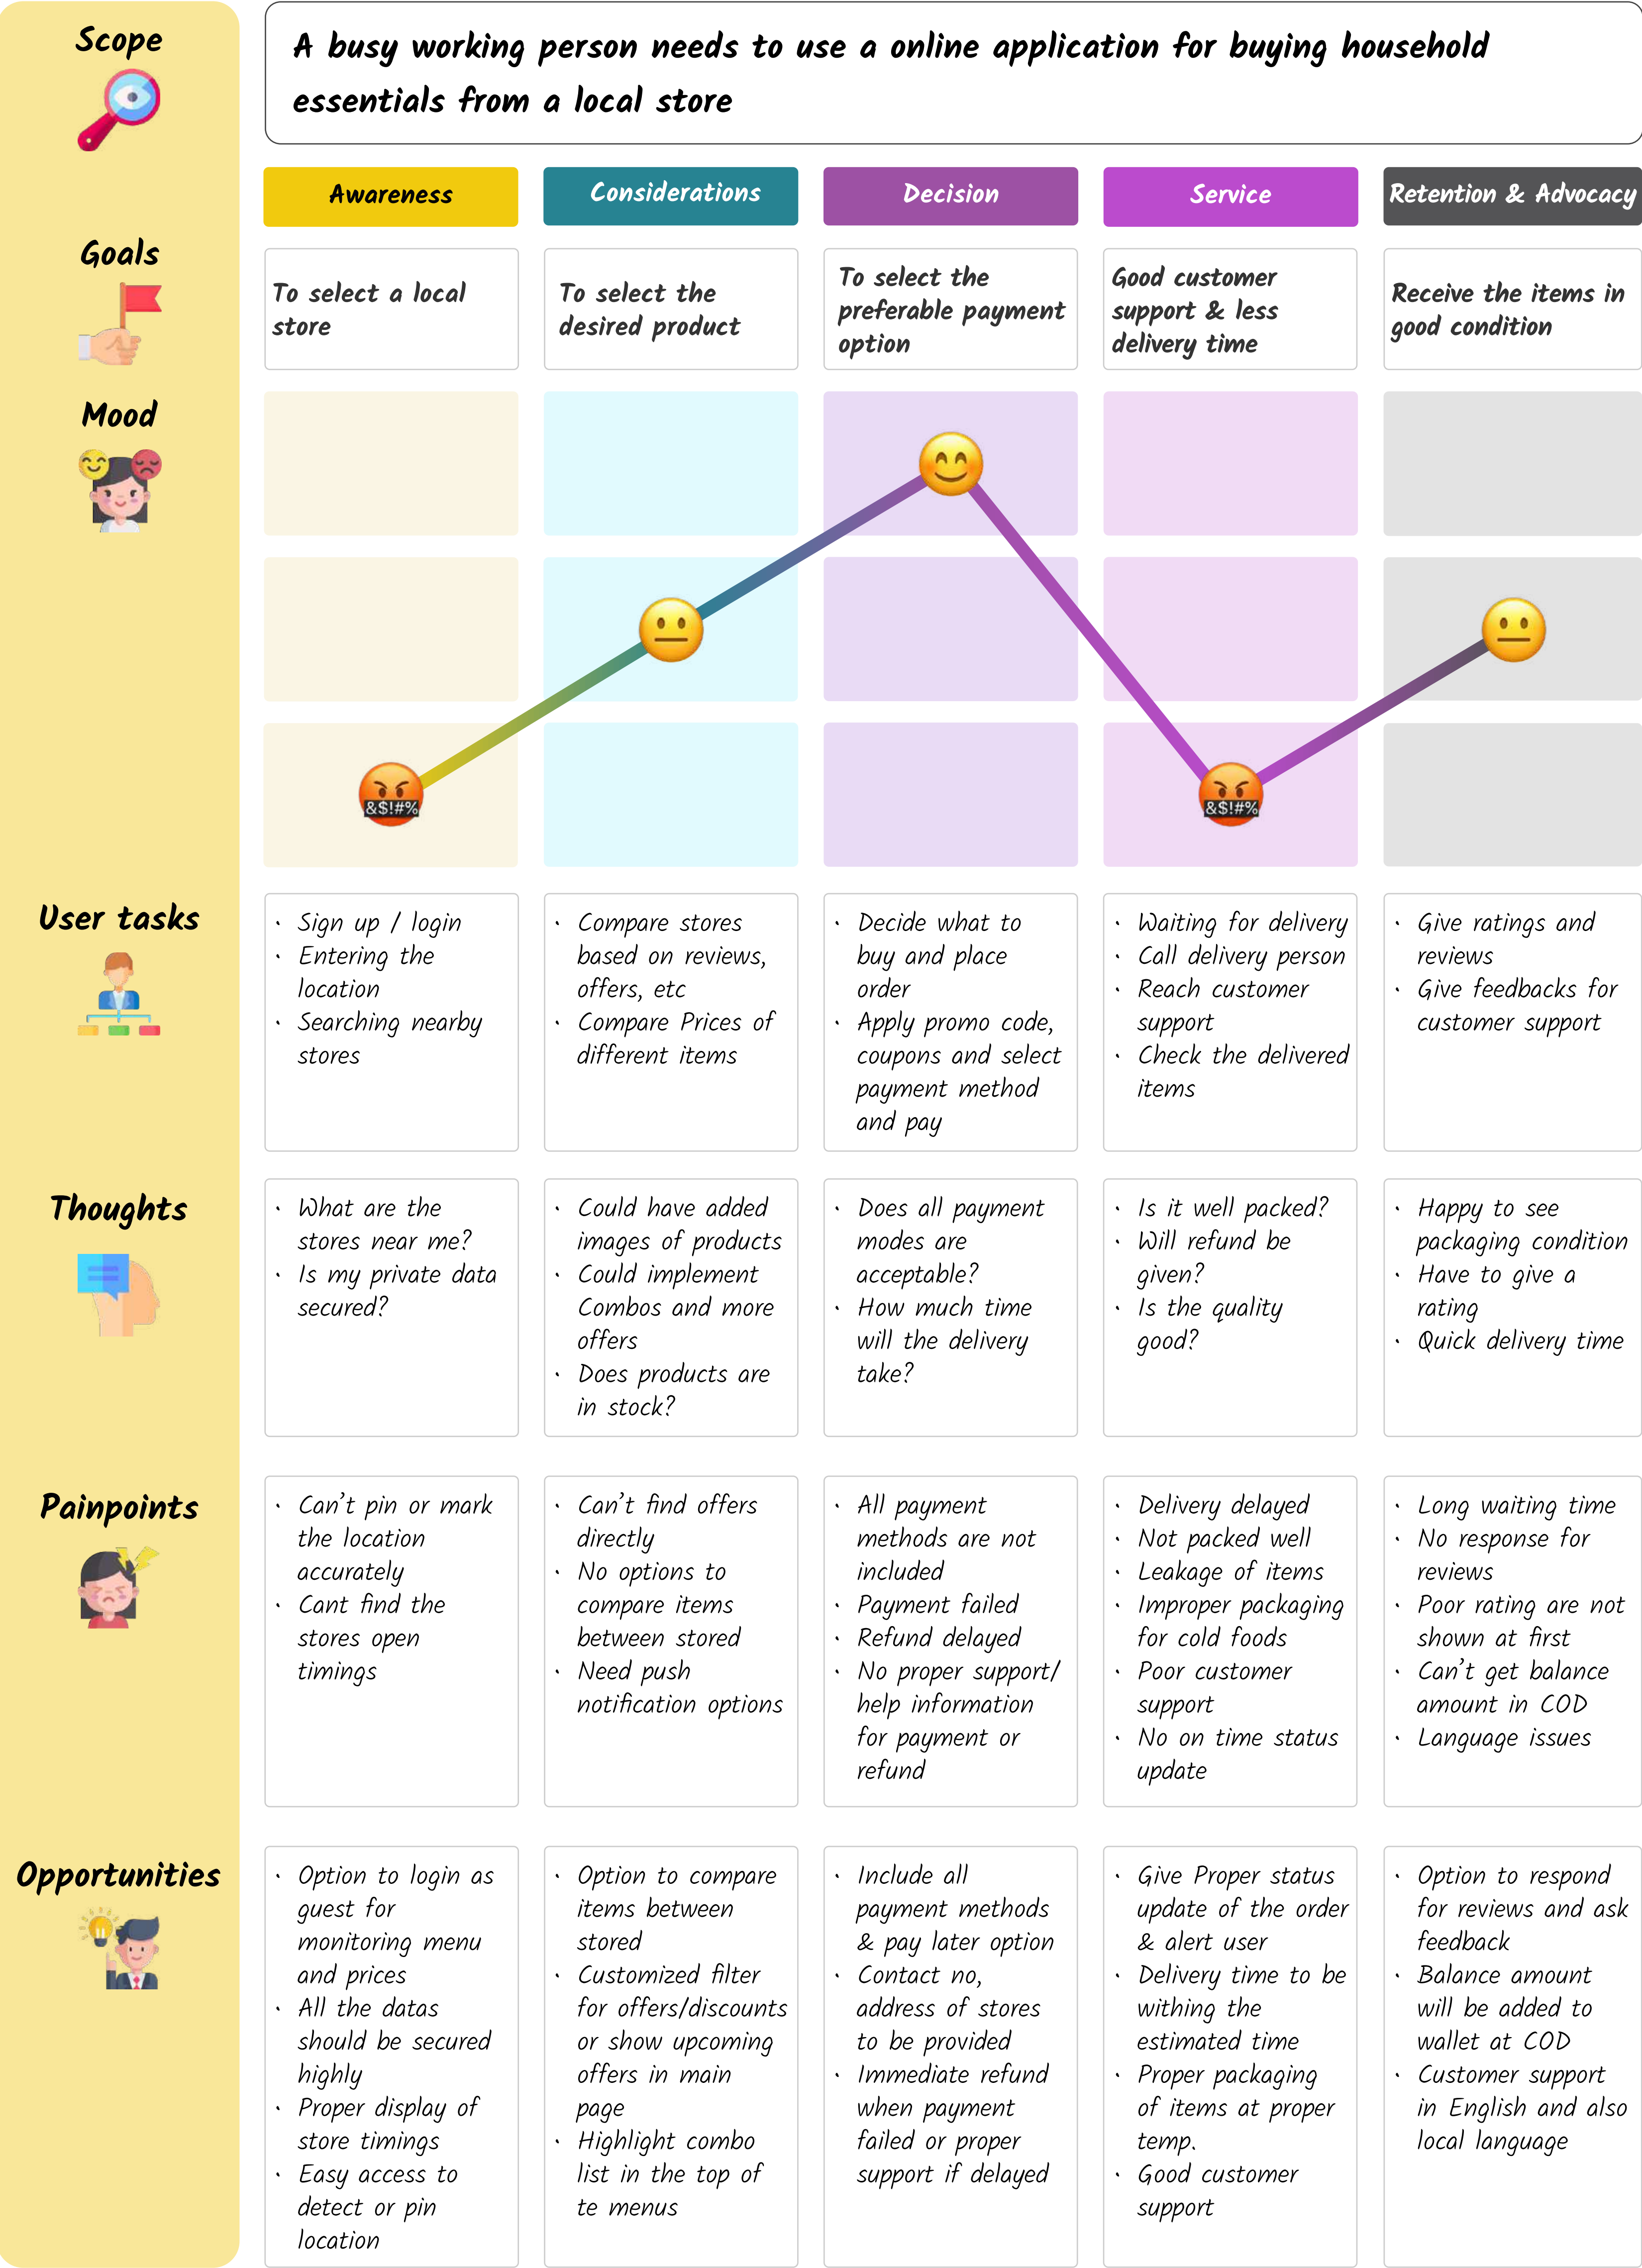 Scope
A busy working person needs to use a online application for buying household
essentials from a local store
Awareness
Considerations
Decision
Service
Retention & Advocacy
Goals
To select a local
store
To select the
desired product
To select the
preferable payment
option
Good customer
support & less
delivery time
Receive the items in
good condition
Mood
&$!#%
&$!#%
User tasks
· Sign up / login
· Entering the
location
· Searching nearby
stores
· Compare stores
based on reviews,
offers, etc
· Compare Prices of
different items
· Decide what to
buy and place
order
· Apply promo code,
coupons and select
payment method
and pay
· Waiting for delivery
· Call delivery person
· Reach customer
support
· Check the delivered
items
· Give ratings and
reviews
· Give feedbacks for
customer support
Thoughts
· What are the
stores near me?
· Is my private data
secured?
· Could have added
images of products
· Could implement
Combos and more
offers
· Does products are
in stock?
· Does all payment
modes are
acceptable?
· How much time
will the delivery
take?
· Is it well packed?
· Will refund be
given?
· Is the quality
good?
· Happy to see
packaging condition
· Have to give a
rating
· Quick delivery time
Painpoints
· Can't pin or mark
the location
accurately
· Cant find the
stores open
timings
· Can't find offers
directly
· No options to
compare items
between stored
· Need push
notification options
· All payment
methods are not
included
· Payment failed
· Refund delayed
· No proper support/
help information
for payment or
refund
· Delivery delayed
· Not packed well
· Leakage of items
· Improper packaging
for cold foods
· Poor customer
support
· No on time status
update
· Long waiting time
· No response for
reviews
· Poor rating are not
shown at first
· Can't get balance
amount in COD
· Language issues
Opportunities
· Option to login as
guest for
monitoring menu
and prices
· All the datas
should be secured
highly
· Proper display of
store timings
· Easy access to
detect or pin
location
· Option to compare
items between
stored
· Customized filter
for offers/discounts
or show upcoming
offers in main
page
· Highlight combo
list in the top of
te menus
· Include all
payment methods
& pay later option
· Contact no,
address of stores
to be provided
· Immediate refund
when payment
failed or proper
support if delayed
· Give Proper status
update of the order
& alert user
· Delivery time to be
withing the
estimated time
· Proper packaging
of items at proper
temp.
· Good customer
support
· Option to respond
for reviews and ask
feedback
· Balance amount
will be added to
wallet at COD
· Customer support
in English and also
local language